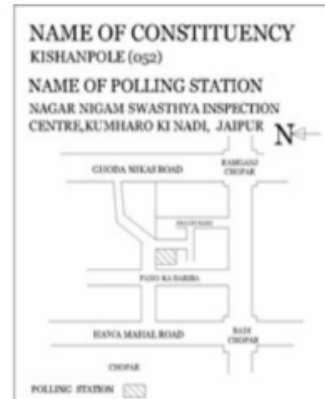 NAME OF CONSTITUENCY
KISHANPOLE (052)
NAME OF POLLING STATION
NAGAR NIGAM SWASTHYA INSPECTION
CENTRE,KUMHARO KI NADI, JAIPUR
N
GHODA NIKAS ROAD
RAMGANJ
CHOPAR
PANO KA DARIBA
HAWA MAHAL ROAD
BADI
CHOPAR
CHOPAR
POLLING STATION